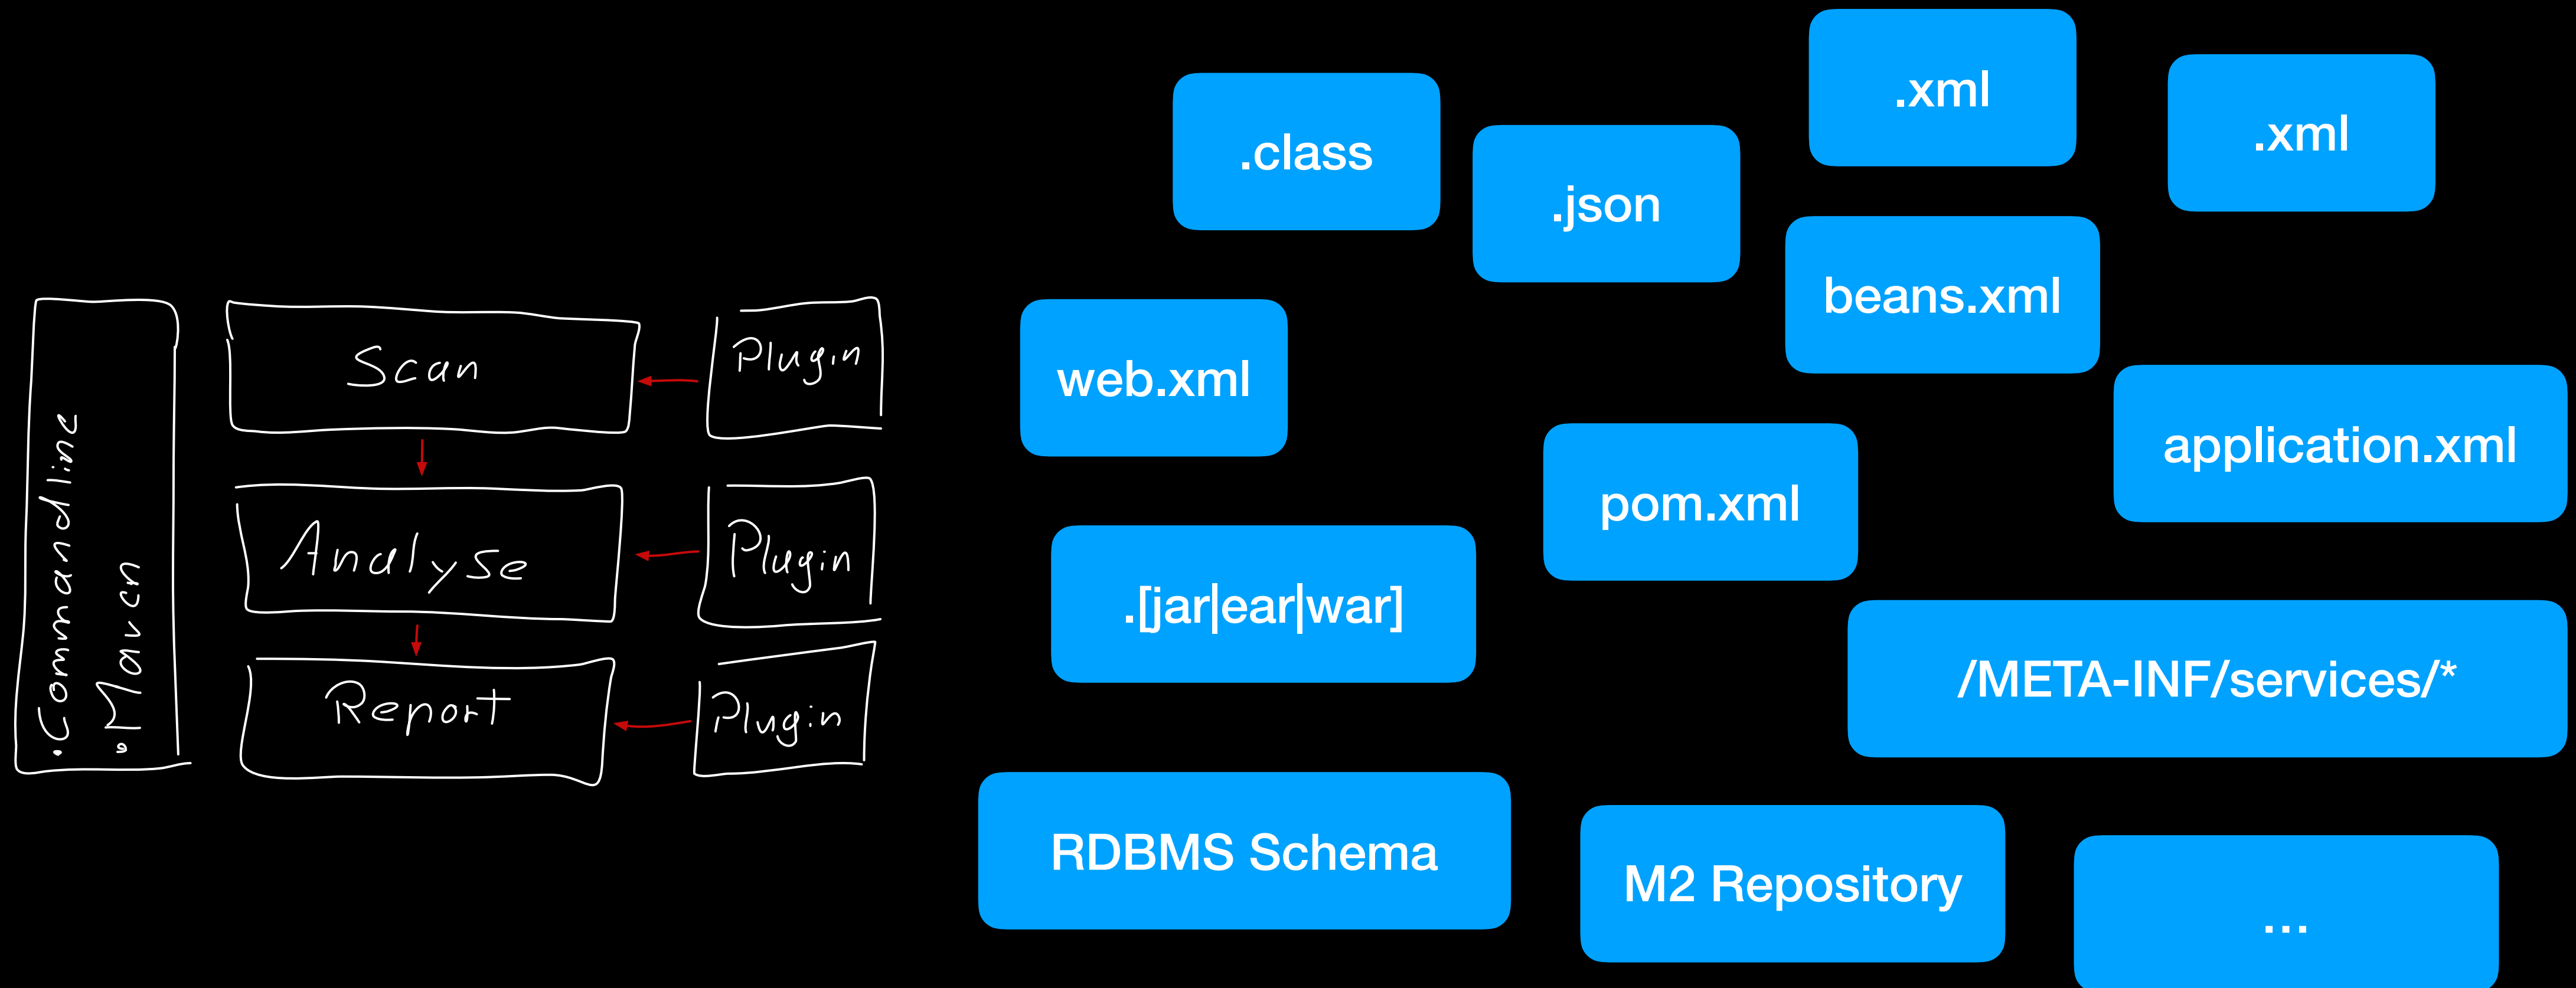 • Commandline
• Maven
Scan
Plugin
Analyse
Plugin
Report
Plugin
.class
.json
.xml
.xml
beans.xml
web.xml
application.xml
pom.xml
.[jar|ear|war]
/META-INF/services/*
RDBMS Schema
M2 Repository
...